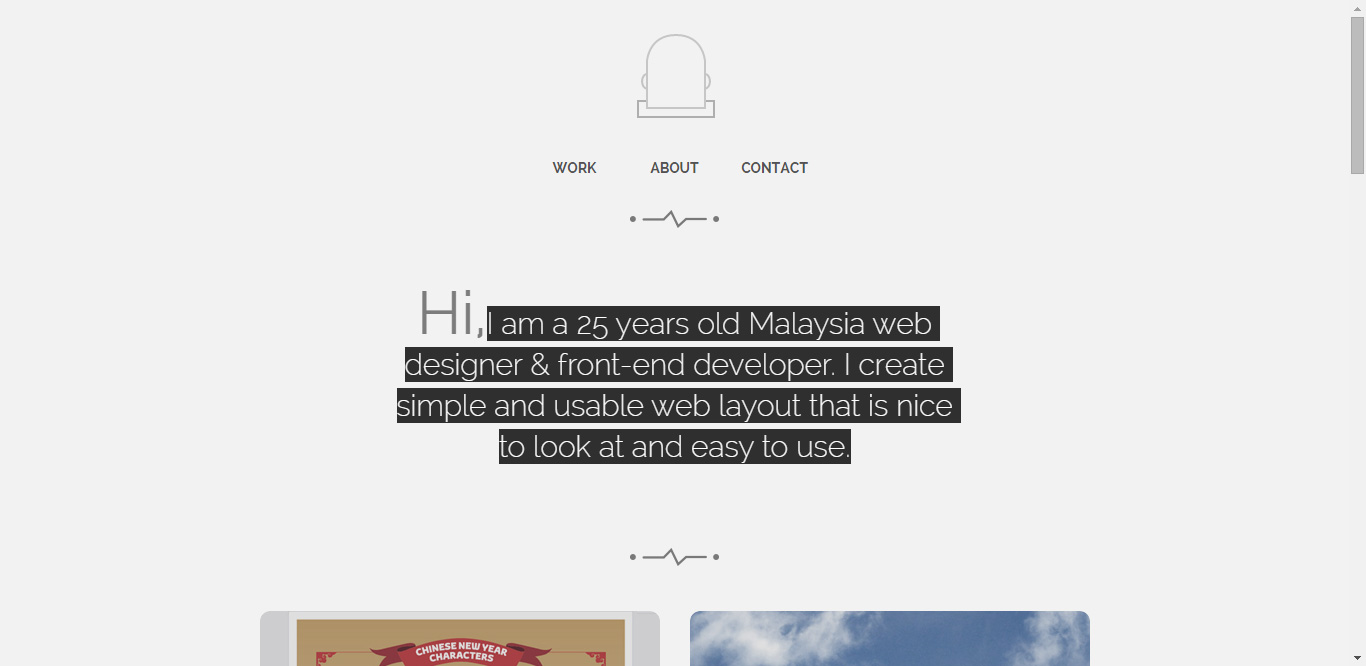 WORK ABOUT CONTACT
Hi,I am a 25 years old Malaysia web
designer & front-end developer. I create
simple and usable web layout that is nice
to look at and easy to use.
CHINESE NEW YEAR
CHARACTERS